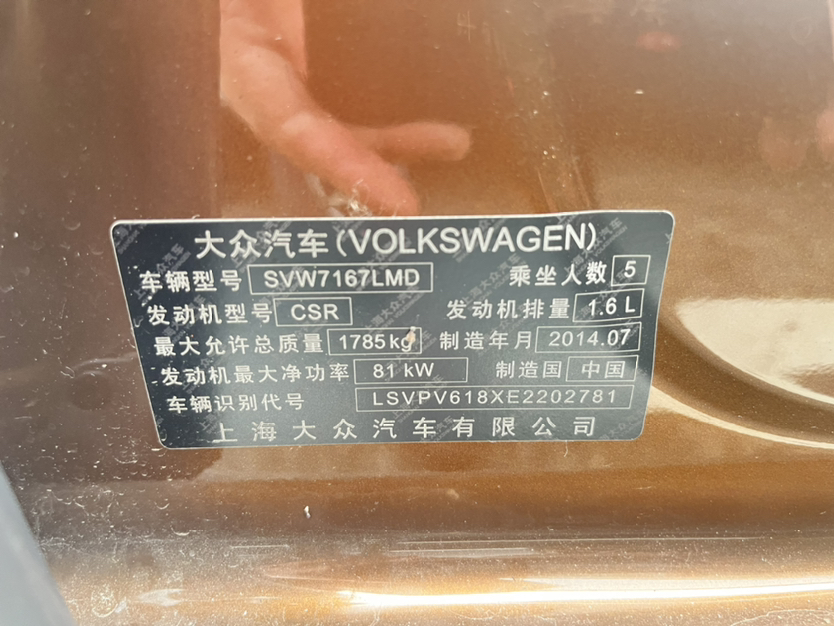 大众汽车(VOLKSWAGEN)
车辆型号 SVW7167LMD 乘坐人数 5
发动机型号 CSR 发动机排量 1.6 L
最大允许总质量 1785kg 制造年月 2014.07
发动机最大净功率 81 kW 制造国 中国
车辆识别代号 LSVPV618XE2202781
上海大众汽车有限公司